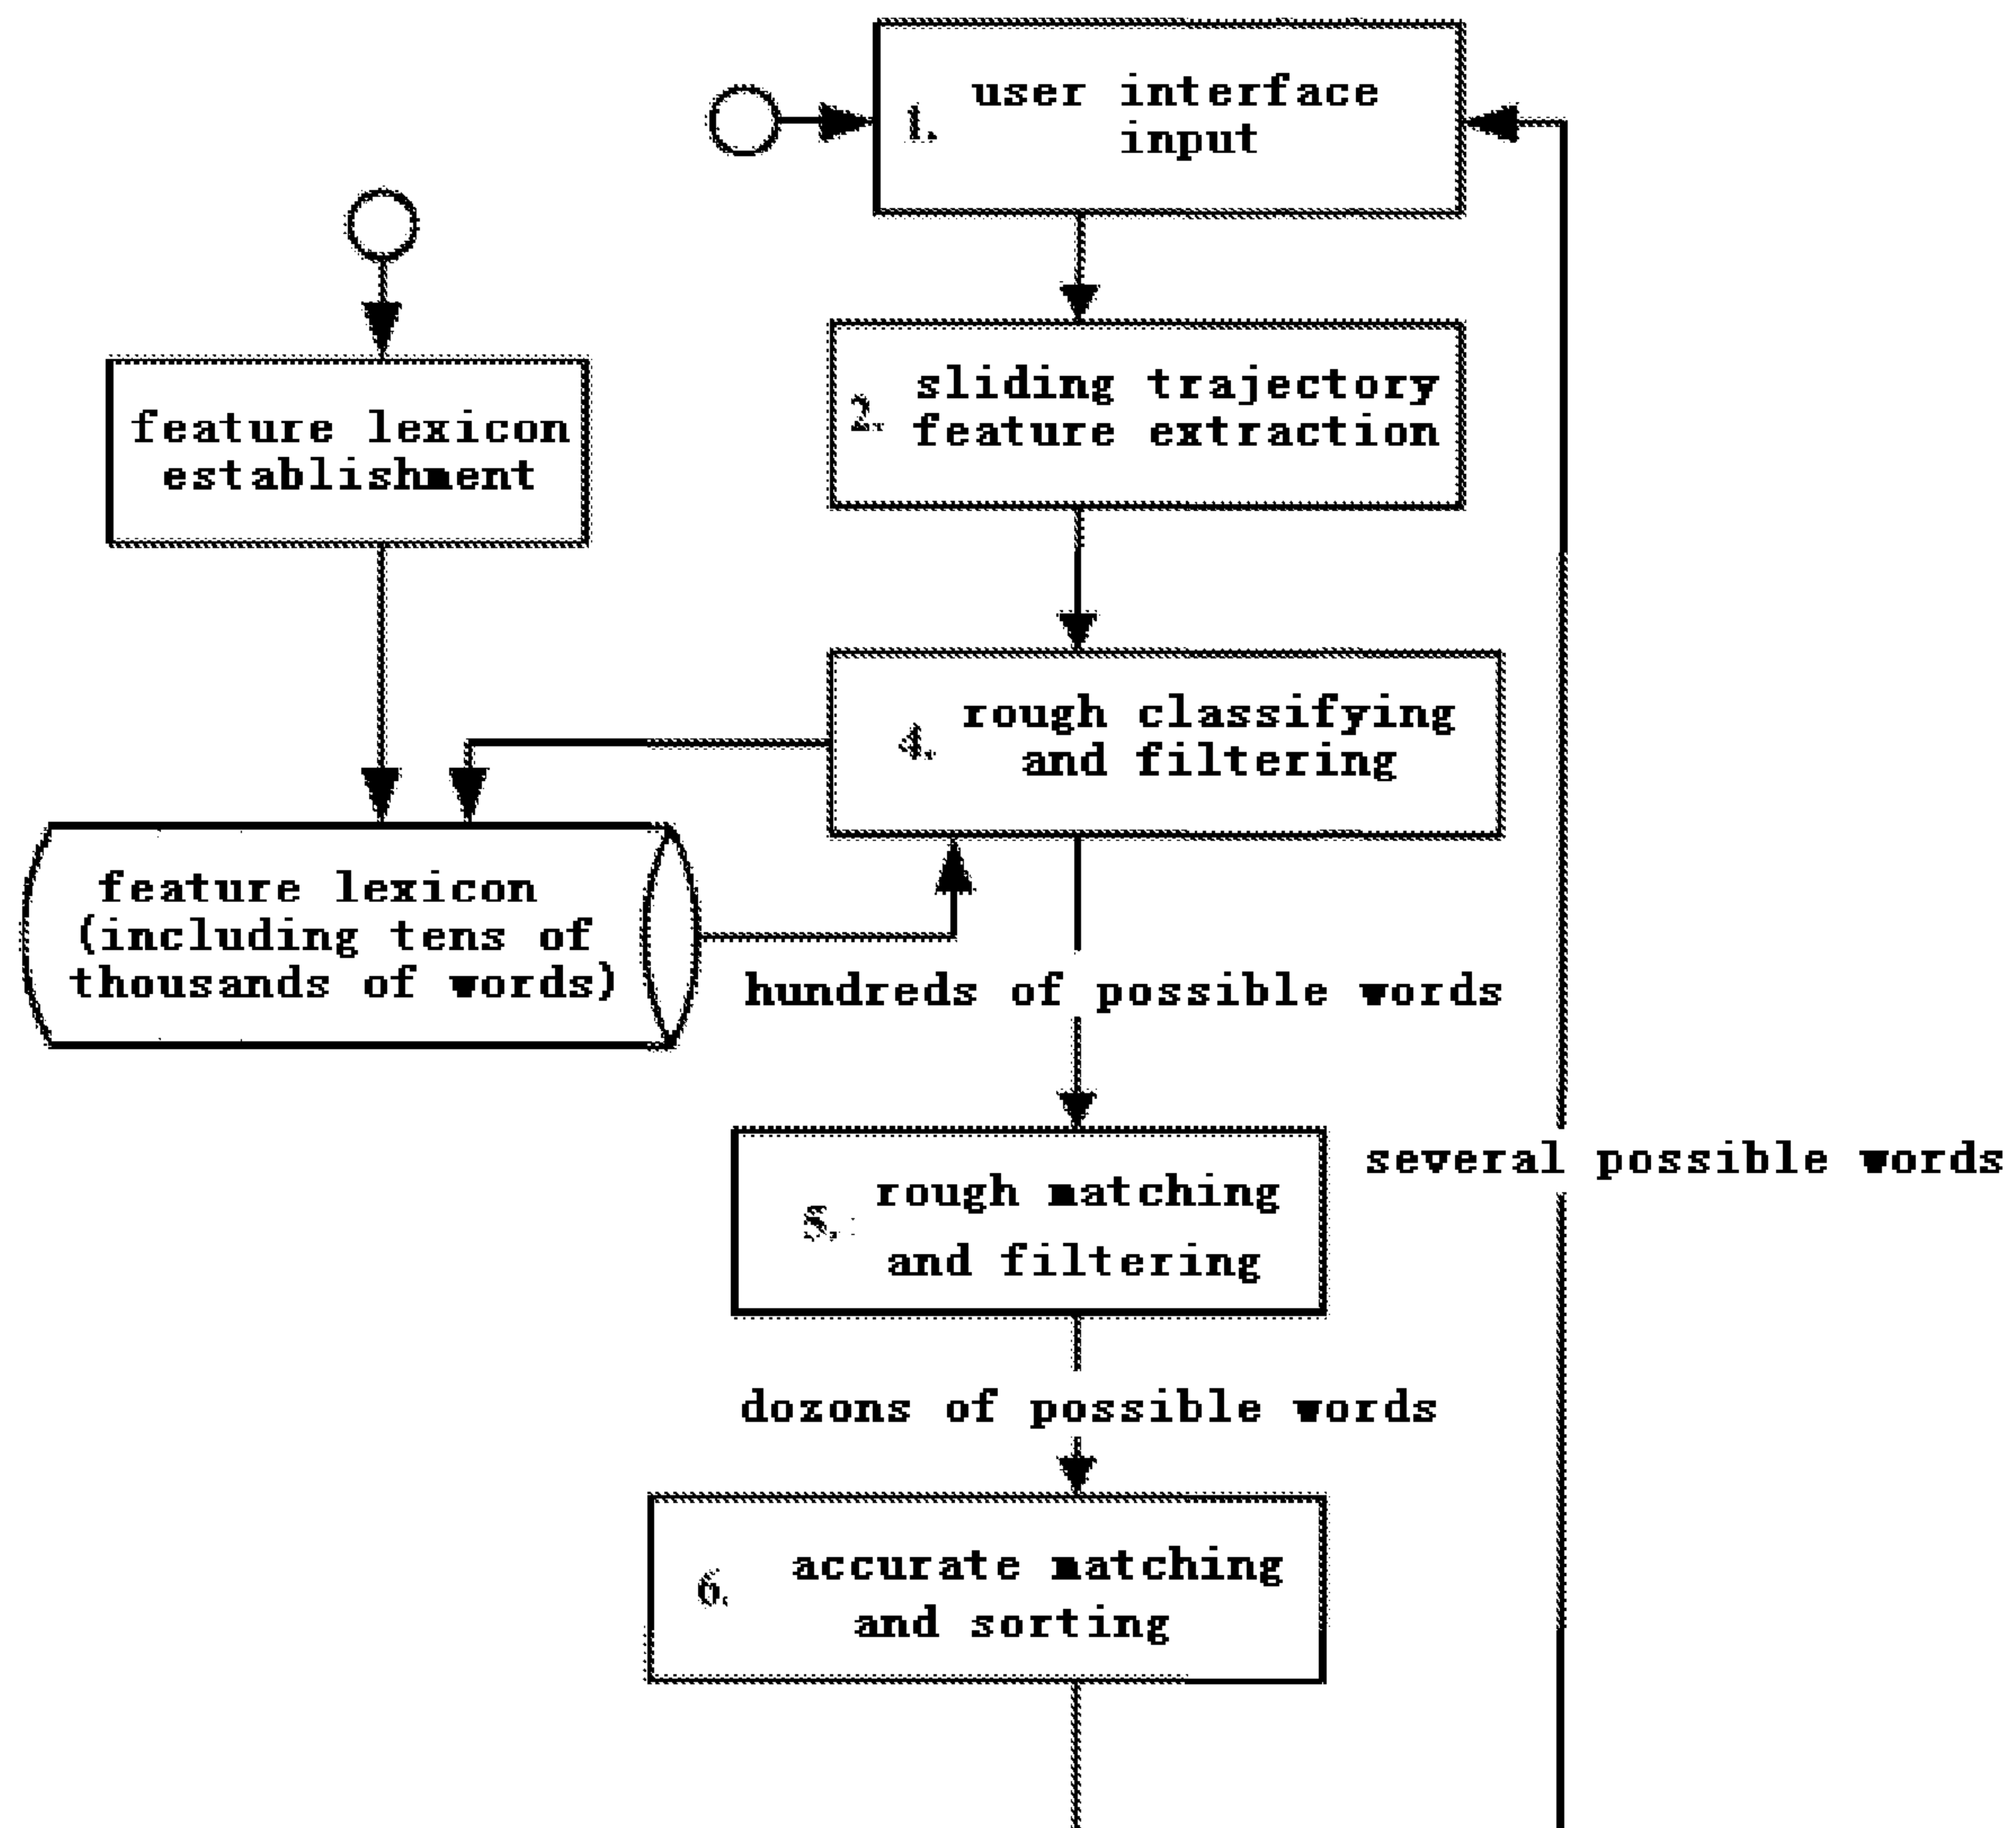 1. user interface
input
2. sliding trajectory
feature extraction
feature lexicon
establishment
4. rough classifying
and filtering
feature lexicon
(including tens of
thousands of words)
hundreds of possible words
several possible words
5. rough matching
and filtering
dozons of possible words
6. accurate matching
and sorting